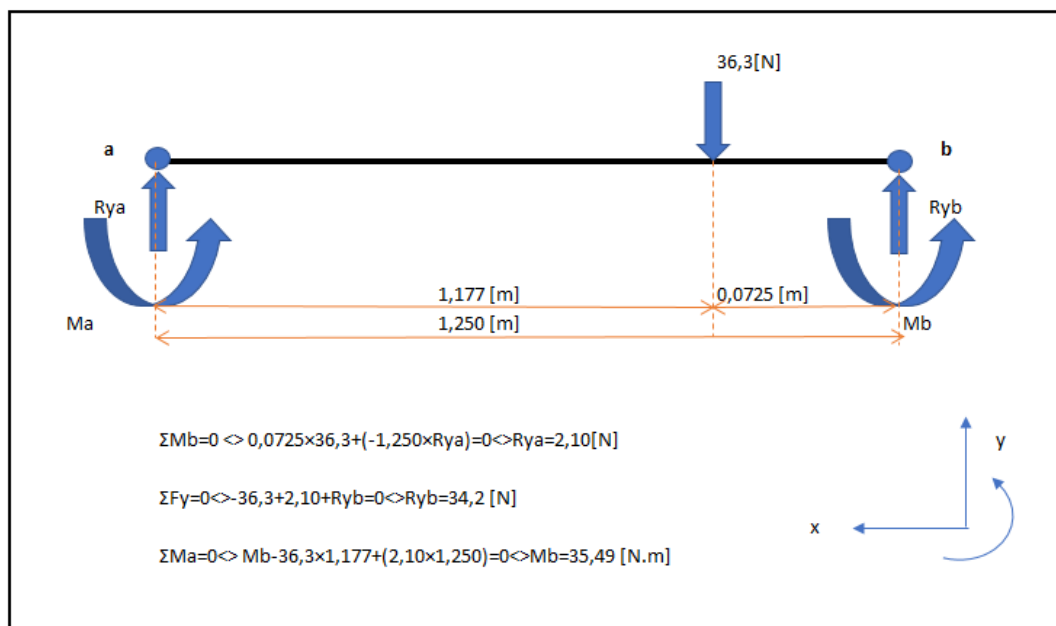 36,3[N]
a
b
Rya
Ryb
1,177 [m]
0,0725 [m]
Ma
1,250 [m]
Mb
ΣMb=0 <> 0,0725×36,3+(-1,250×Rya)=0<>Rya=2,10[N]
y
ΣFy=0<>-36,3+2,10+Ryb=0<>Ryb=34,2 [N]
x
ΣMa=0<> Mb-36,3×1,177+(2,10×1,250)=0<>Mb=35,49 [N.m]